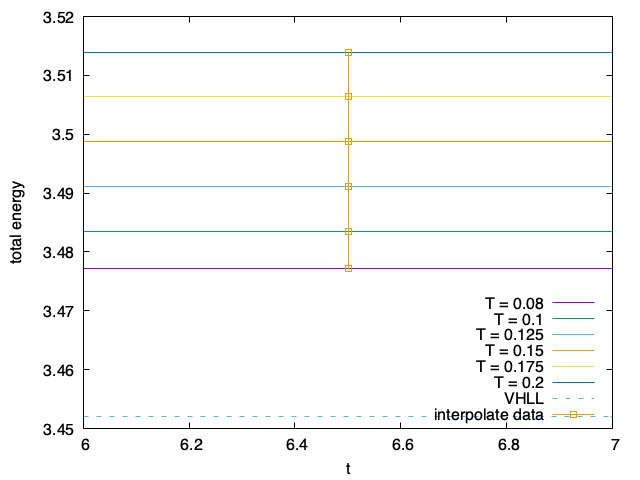 3.52
3.51
3.5
3.49
3.48
3.47
3.46
3.45
total energy
T = 0.08
T = 0.1
T = 0.125
T = 0.15
T = 0.175
T = 0.2
VHLL
interpolate data
6 6.2 6.4 6.6 6.8 7
t